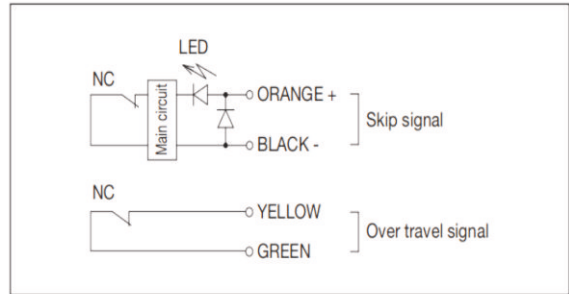 LED
NC
Main circuit
ORANGE +
BLACK -
Skip signal
NC
YELLOW
GREEN
Over travel signal